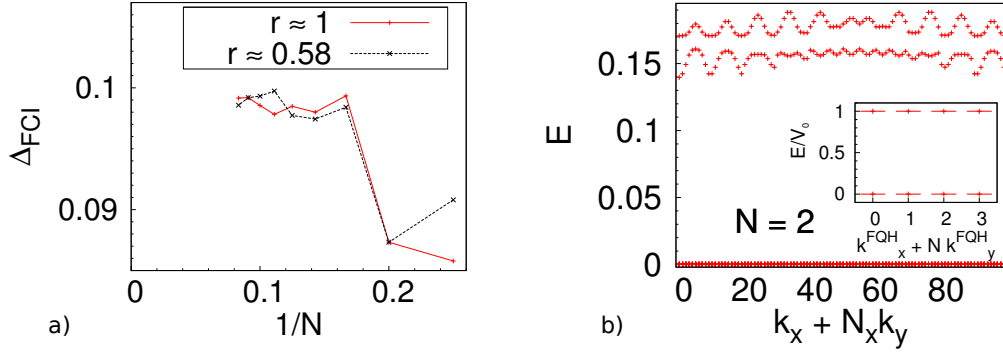 r ≈ 1
r ≈ 0.58
0.1
0.09
Δ_FCI
0
0.1
0.2
1/N
a)
0.15
0.1
0.05
0
E
N = 2
1
0
E/V₀
0 1 2 3
k^FQH_x + N k^FQH_y
0 20 40 60 80
k_x + N_x k_y
b)